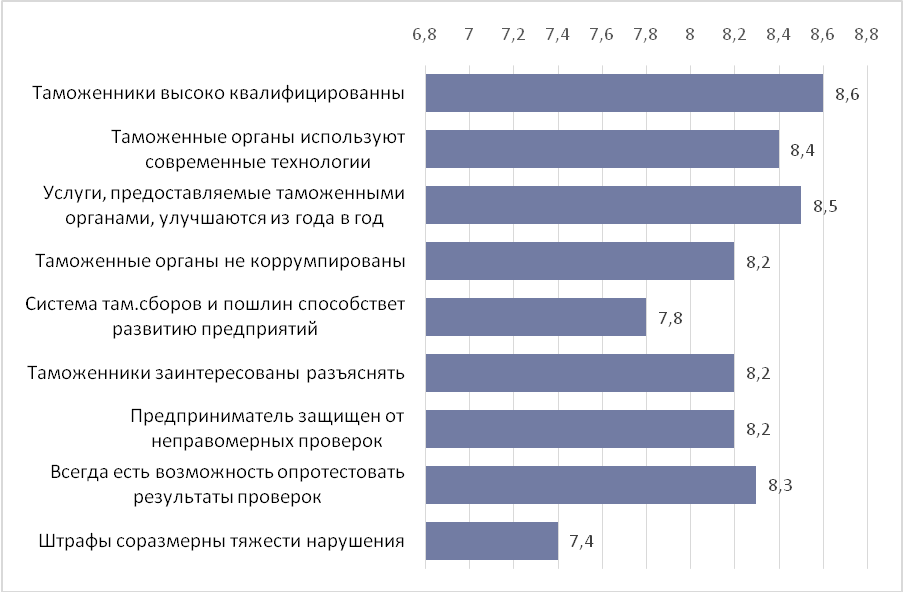 6,8 7 7,2 7,4 7,6 7,8 8 8,2 8,4 8,6 8,8
Таможенники высоко квалифицированны 8,6
Таможенные органы используют
современные технологии 8,4
Услуги, предоставляемые таможенными
органами, улучшаются из года в год 8,5
Таможенные органы не коррумпированы 8,2
Система там.сборов и пошлин способствет
развитию предприятий 7,8
Таможенники заинтересованы разъяснять 8,2
Предприниматель защищен от
неправомерных проверок 8,2
Всегда есть возможность опротестовать
результаты проверок 8,3
Штрафы соразмерны тяжести нарушения 7,4